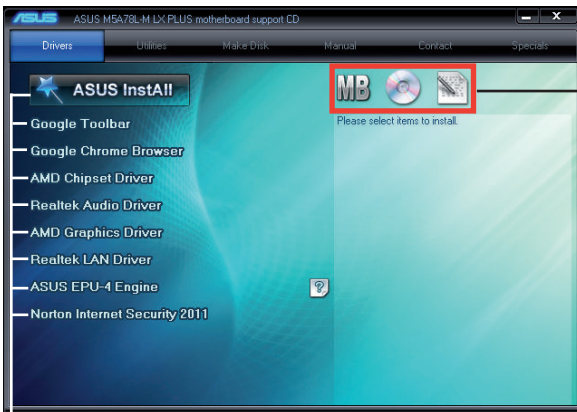 ASUS ASUS M5A78L-M LX PLUS motherboard support CD
Drivers Utilities Make Disk Manual Contact Specials
ASUS InstAll
MB
Please select items to install.
Google Toolbar
Google Chrome Browser
AMD Chipset Driver
Realtek Audio Driver
AMD Graphics Driver
Realtek LAN Driver
ASUS EPU-4 Engine
?
Norton Internet Security 2011